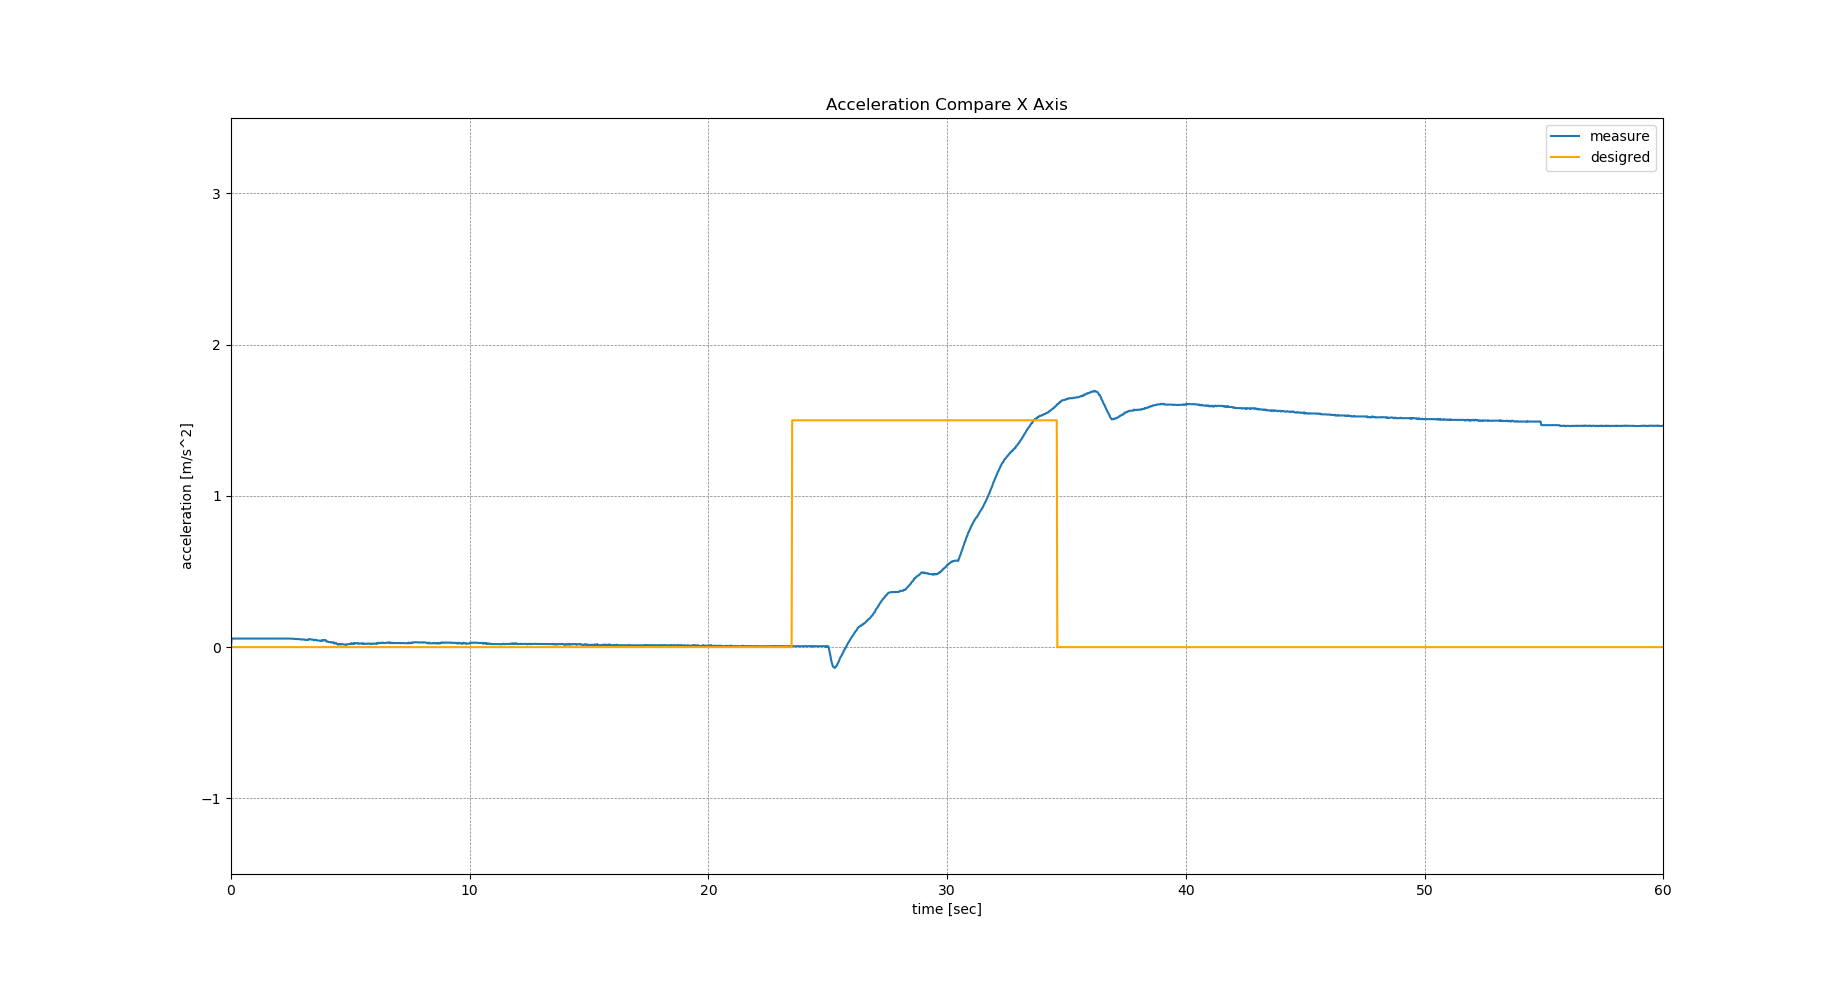 Acceleration Compare X Axis
measure
desigred
3
2
1
0
−1
acceleration [m/s^2]
0 10 20 30 40 50 60
time [sec]